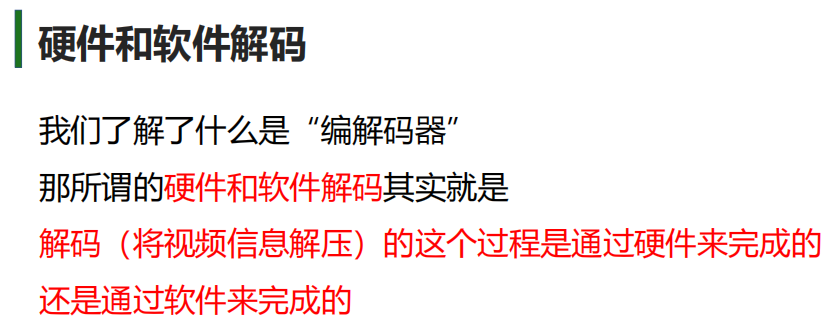 硬件和软件解码
我们了解了什么是“编解码器”
那所谓的硬件和软件解码其实就是
解码（将视频信息解压）的这个过程是通过硬件来完成的
还是通过软件来完成的